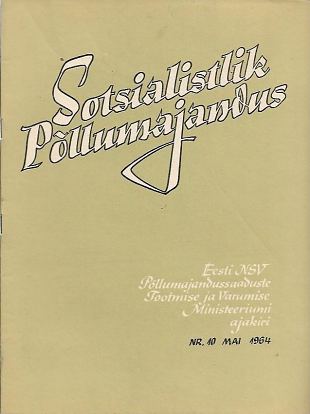 Sotsialistlik
Põllumajandus
Eesti NSV
Põllumajandussaaduste
Tootmise ja Varumise
Ministeeriumi
ajakiri
NR. 10 MAI 1964